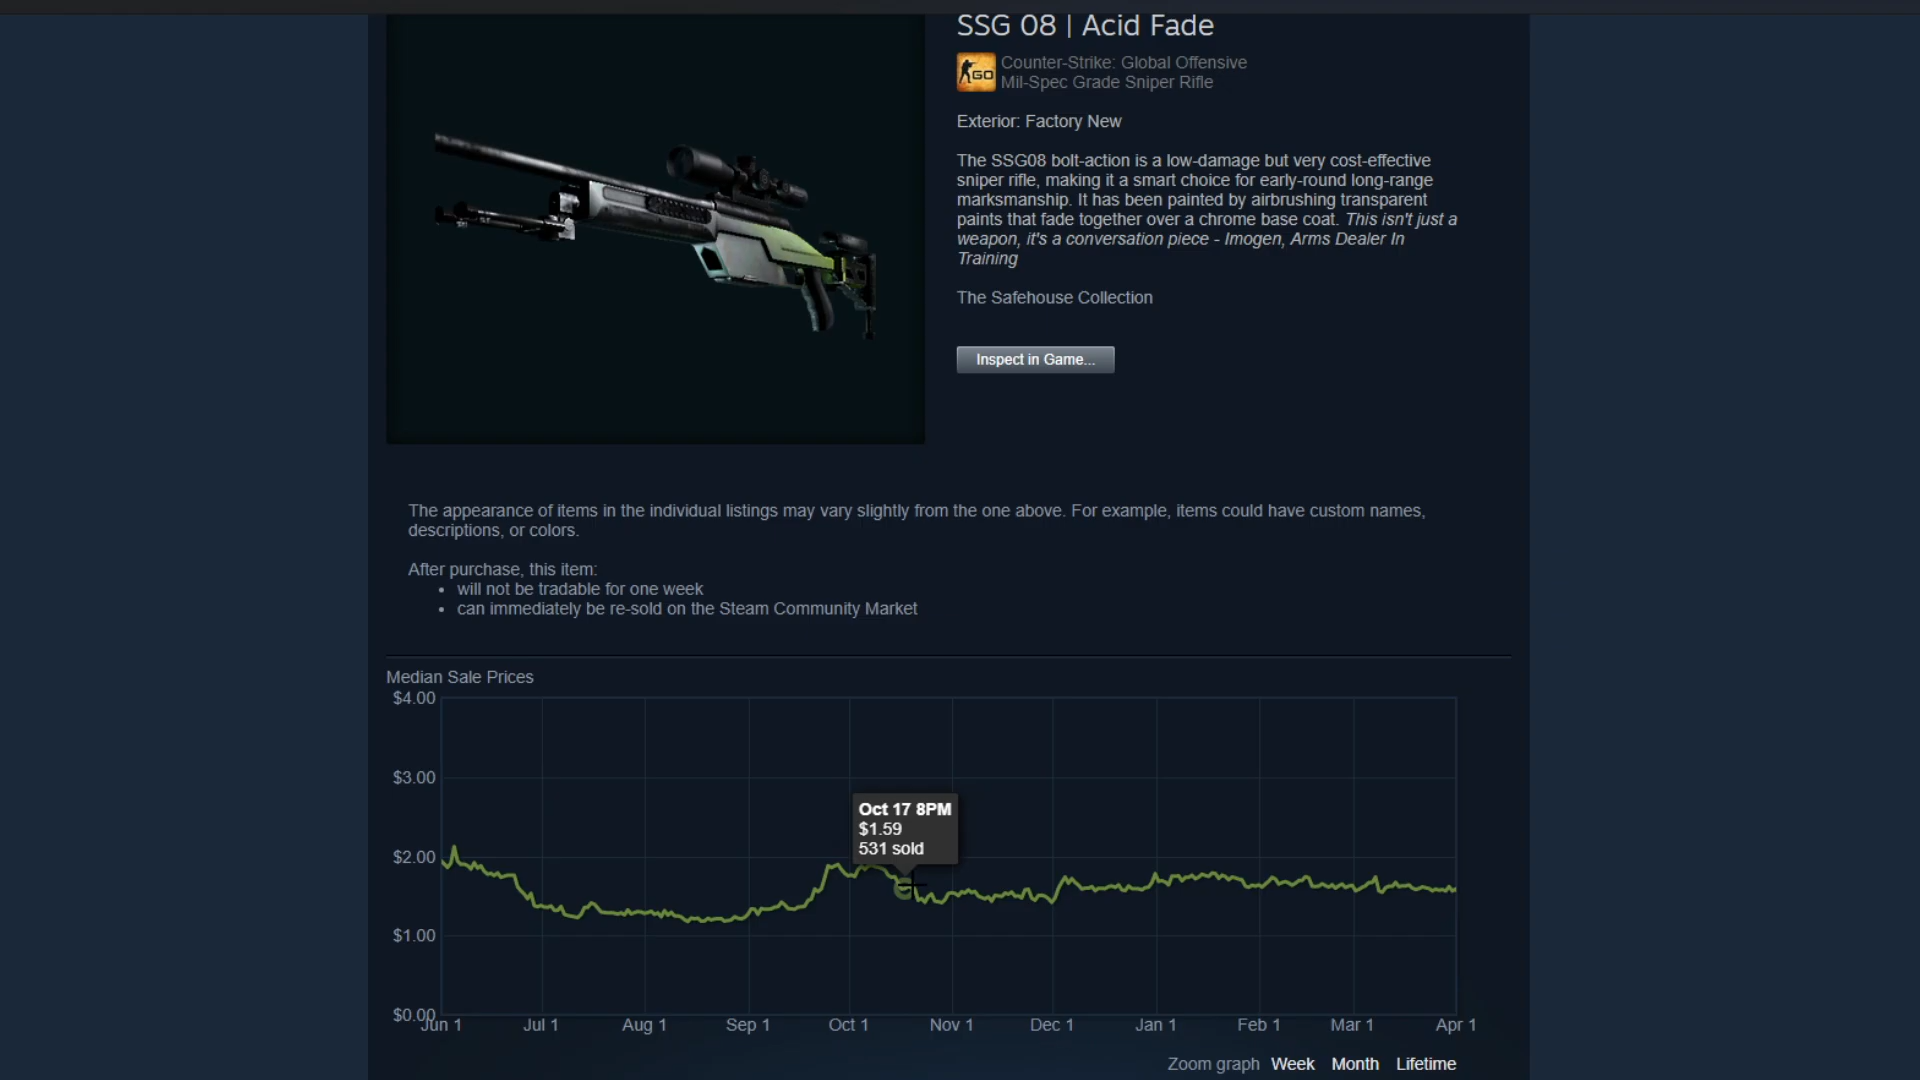 SSG 08 | Acid Fade
GO
Counter-Strike: Global Offensive
Mil-Spec Grade Sniper Rifle
Exterior: Factory New
The SSG08 bolt-action is a low-damage but very cost-effective
sniper rifle, making it a smart choice for early-round long-range
marksmanship. It has been painted by airbrushing transparent
paints that fade together over a chrome base coat. This isn't just a
weapon, it's a conversation piece - Imogen, Arms Dealer In
Training
The Safehouse Collection
Inspect in Game...
The appearance of items in the individual listings may vary slightly from the one above. For example, items could have custom names,
descriptions, or colors.
After purchase, this item:
• will not be tradable for one week
• can immediately be re-sold on the Steam Community Market
Median Sale Prices
$4.00
$3.00
$2.00
$1.00
$0.00
Oct 17 8PM
$1.59
531 sold
Jun 1 Jul 1 Aug 1 Sep 1 Oct 1 Nov 1 Dec 1 Jan 1 Feb 1 Mar 1 Apr 1
Zoom graph Week Month Lifetime